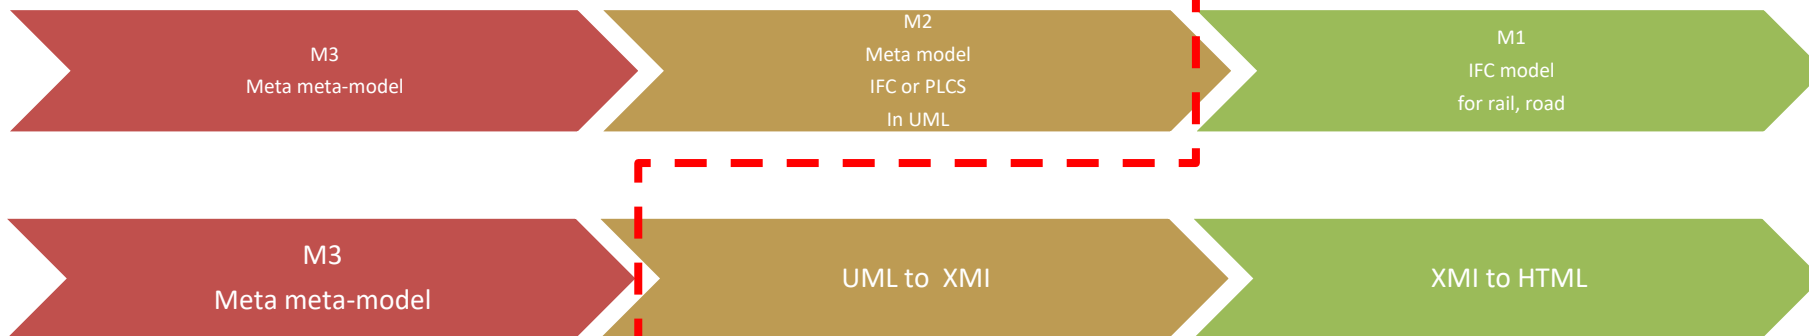 M3
Meta meta-model
M2
Meta model
IFC or PLCS
In UML
M1
IFC model
for rail, road
M3
Meta meta-model
UML to XMI
XMI to HTML